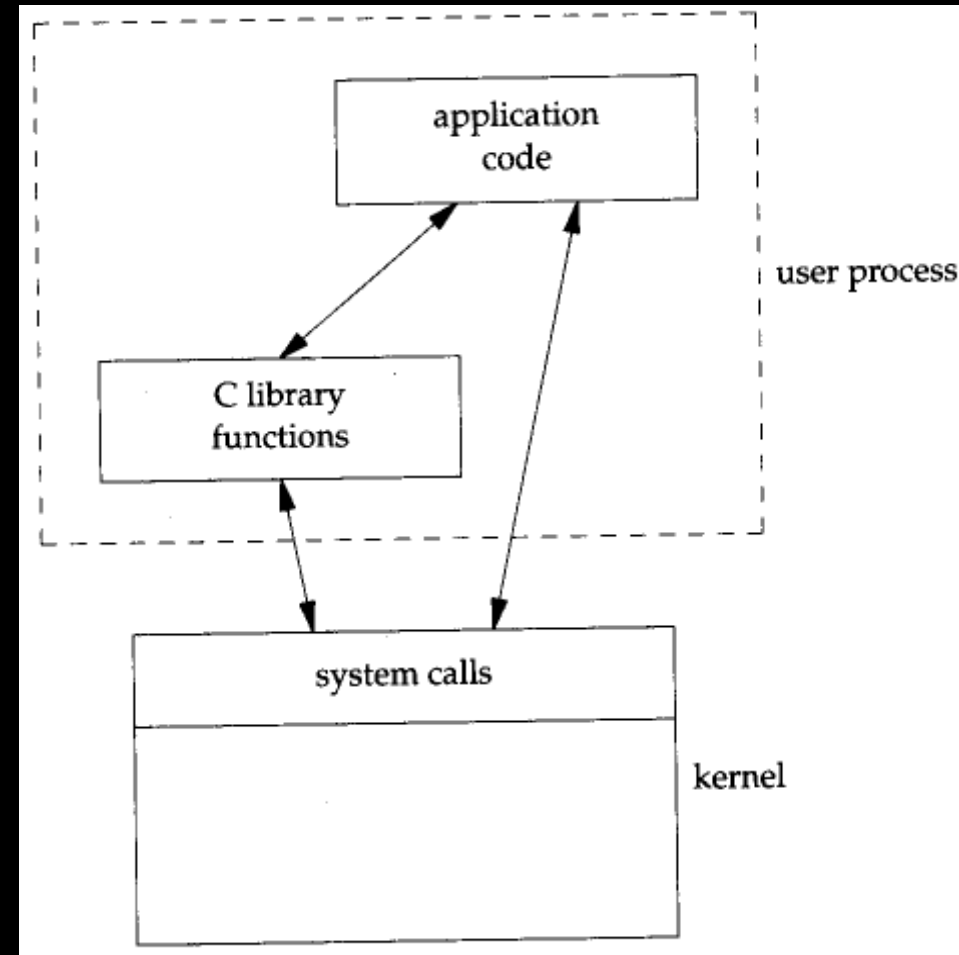 application
code
user process
C library
functions
system calls
kernel